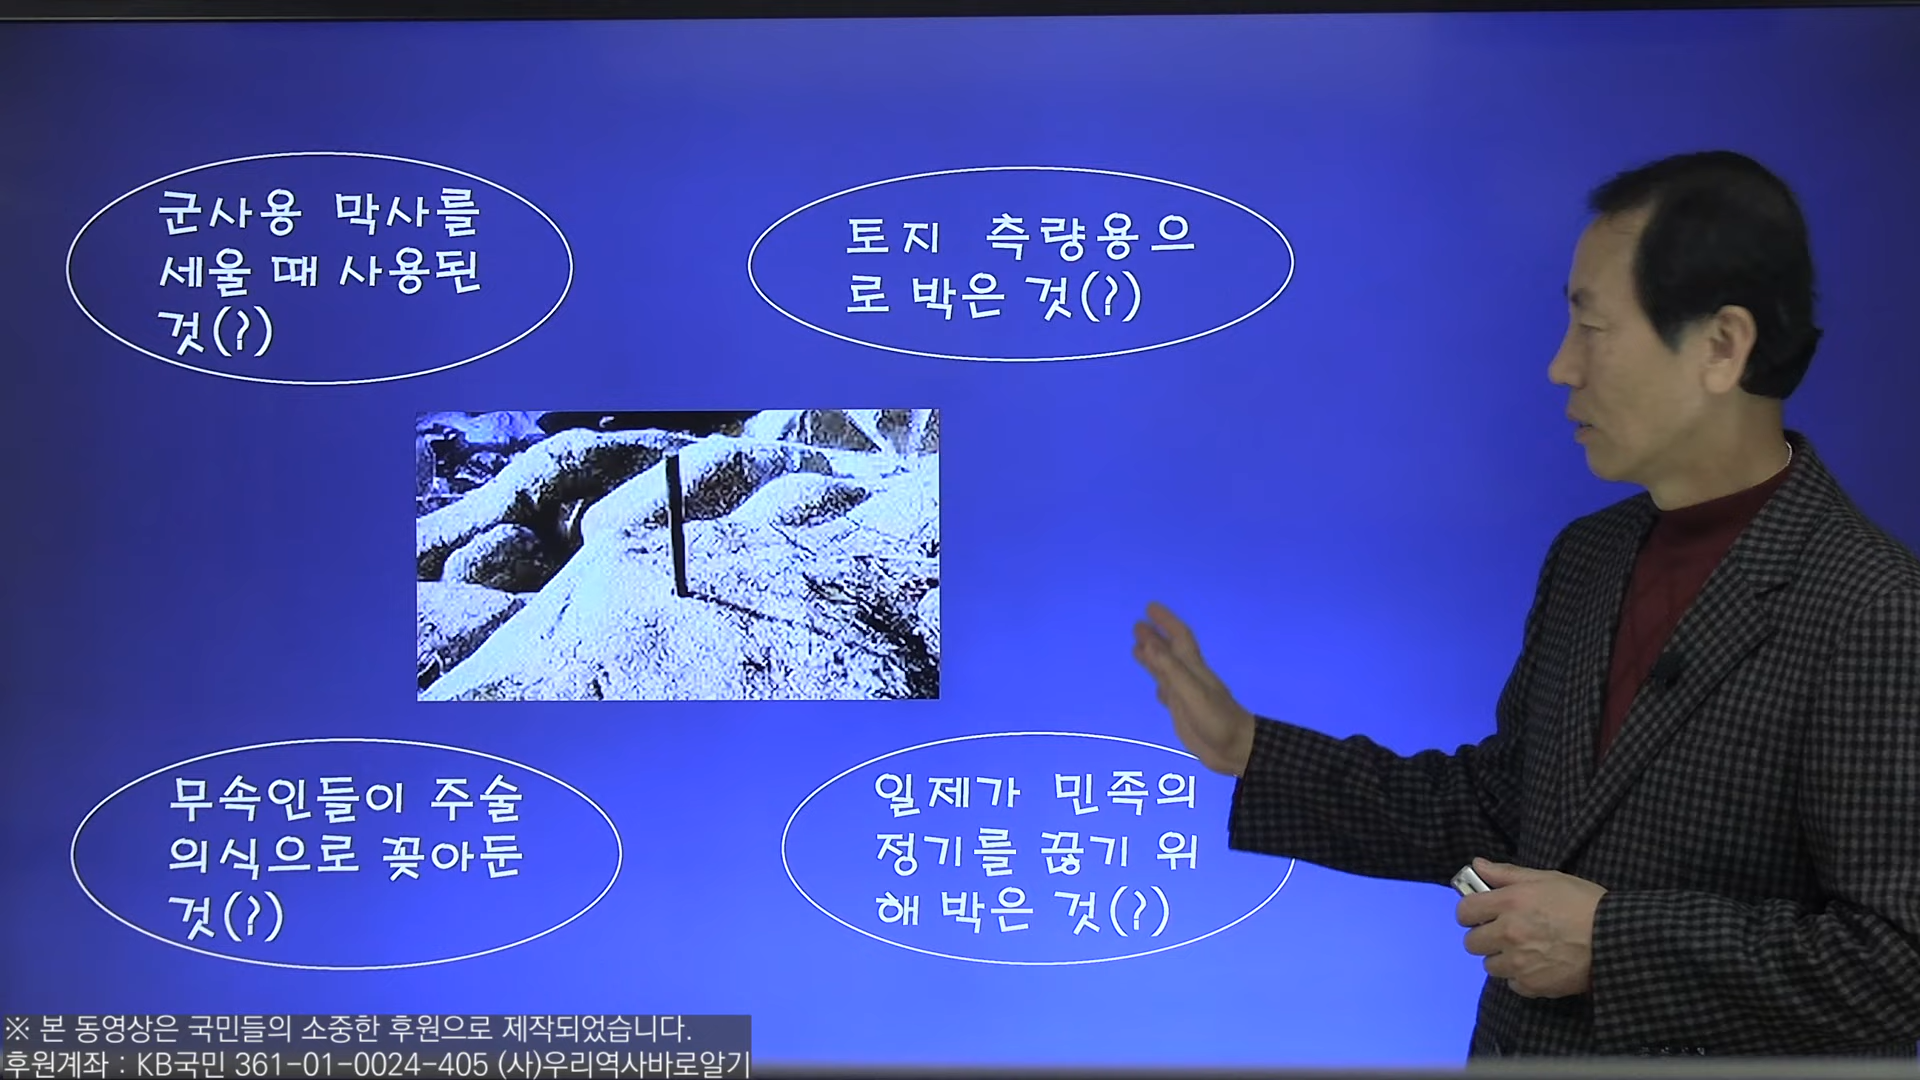 군사용 막사를
세울 때 사용된
것(?)
토지 측량용으
로 박은 것(?)
무속인들이 주술
의식으로 꽂아둔
것(?)
일제가 민족의
정기를 끊기 위
해 박은 것(?)
※ 본 동영상은 국민들의 소중한 후원으로 제작되었습니다.
후원계좌 : KB국민 361-01-0024-405 (사)우리역사바로알기